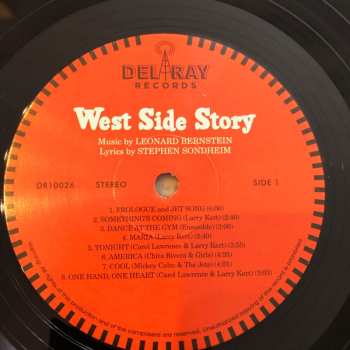 DEL RAY
RECORDS
West Side Story
Music by LEONARD BERNSTEIN
Lyrics by STEPHEN SONDHEIM
DR10026 STEREO SIDE 1
1. PROLOGUE and JET SONG (6:00)
2. SOMETHING'S COMING (Larry Kert) (2:40)
3. DANCE AT THE GYM (Ensemble) (3:06)
4. MARIA (Larry Kert) (2:40)
5. TONIGHT (Carol Lawrence & Larry Kert) (3:55)
6. AMERICA (Chita Rivera & Girls) (4:35)
7. COOL (Mickey Calin & The Jets) (4:01)
8. ONE HAND, ONE HEART (Carol Lawrence & Larry Kert) (3:03)